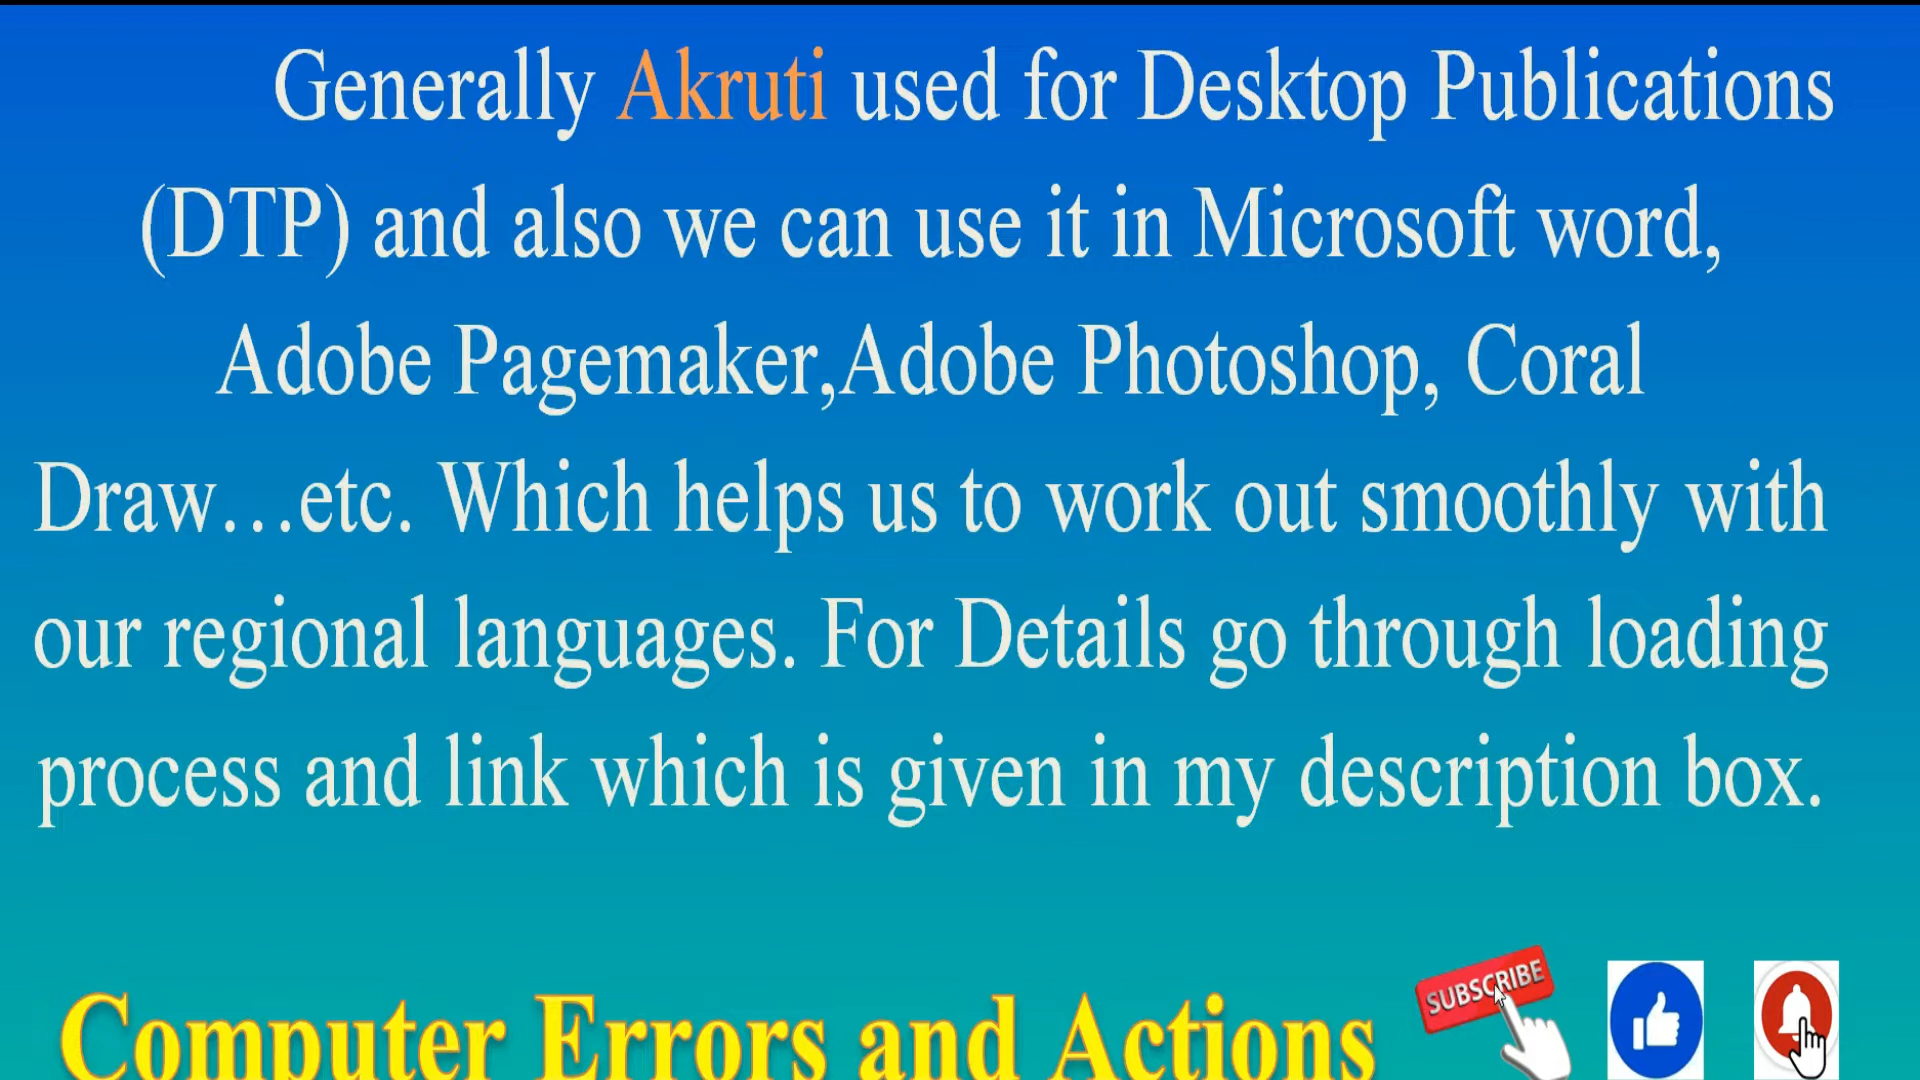 Generally Akruti used for Desktop Publications
(DTP) and also we can use it in Microsoft word,
Adobe Pagemaker,Adobe Photoshop, Coral
Draw…etc. Which helps us to work out smoothly with
our regional languages. For Details go through loading
process and link which is given in my description box.
Computer Errors and Actions
SUBSCRIBE